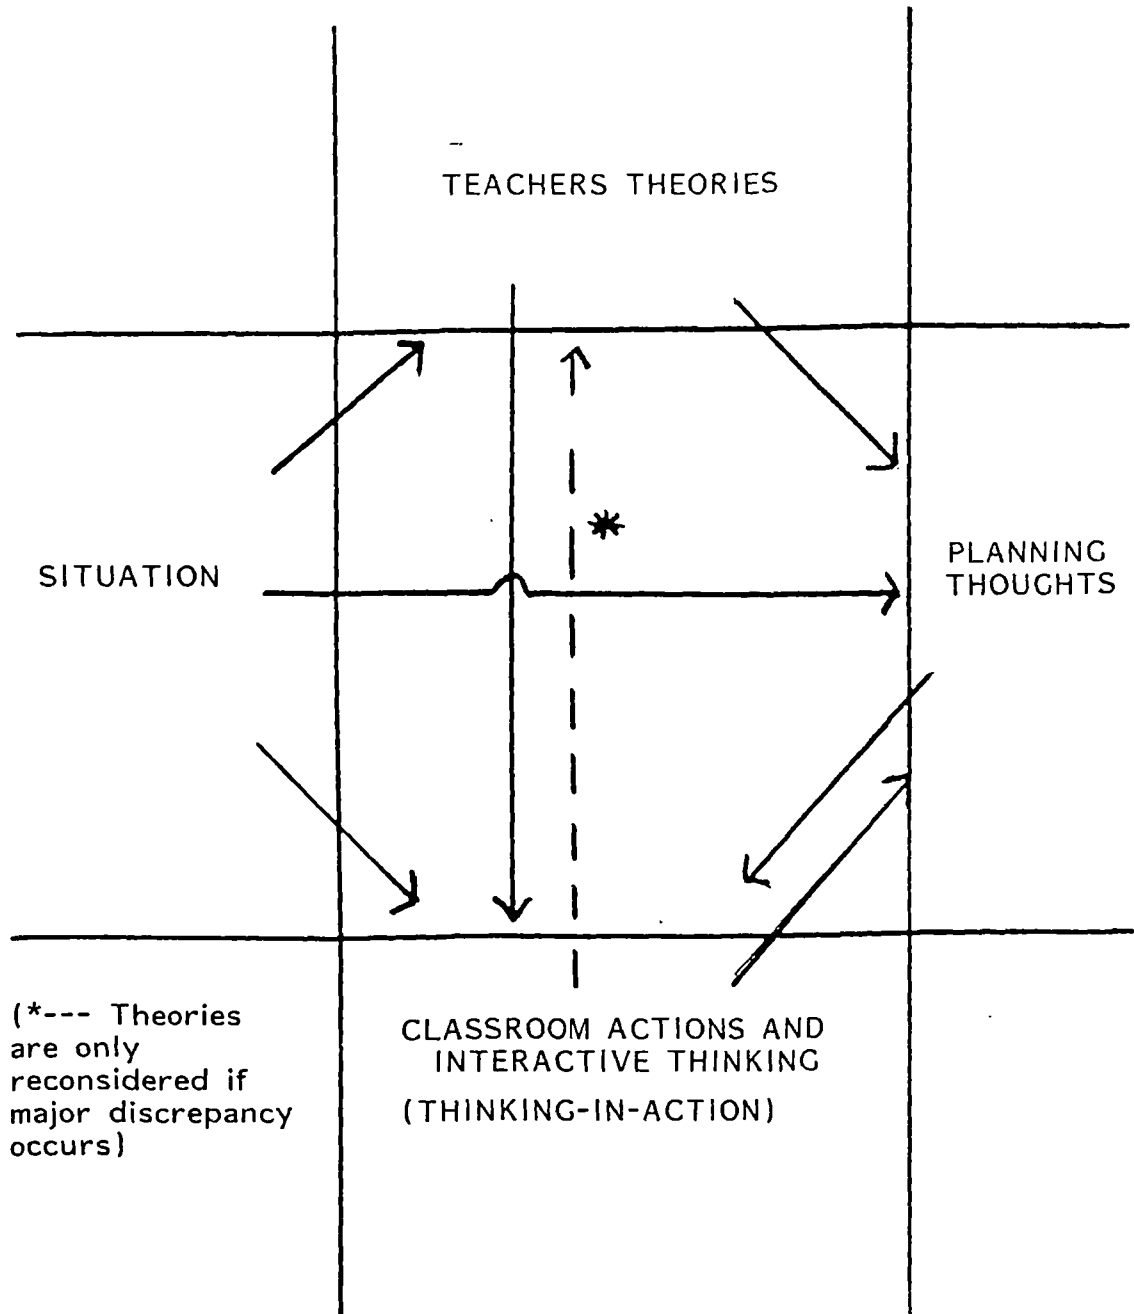 TEACHERS THEORIES
*
SITUATION
PLANNING
THOUGHTS
(*--- Theories
are only
reconsidered if
major discrepancy
occurs)
CLASSROOM ACTIONS AND
INTERACTIVE THINKING
(THINKING-IN-ACTION)